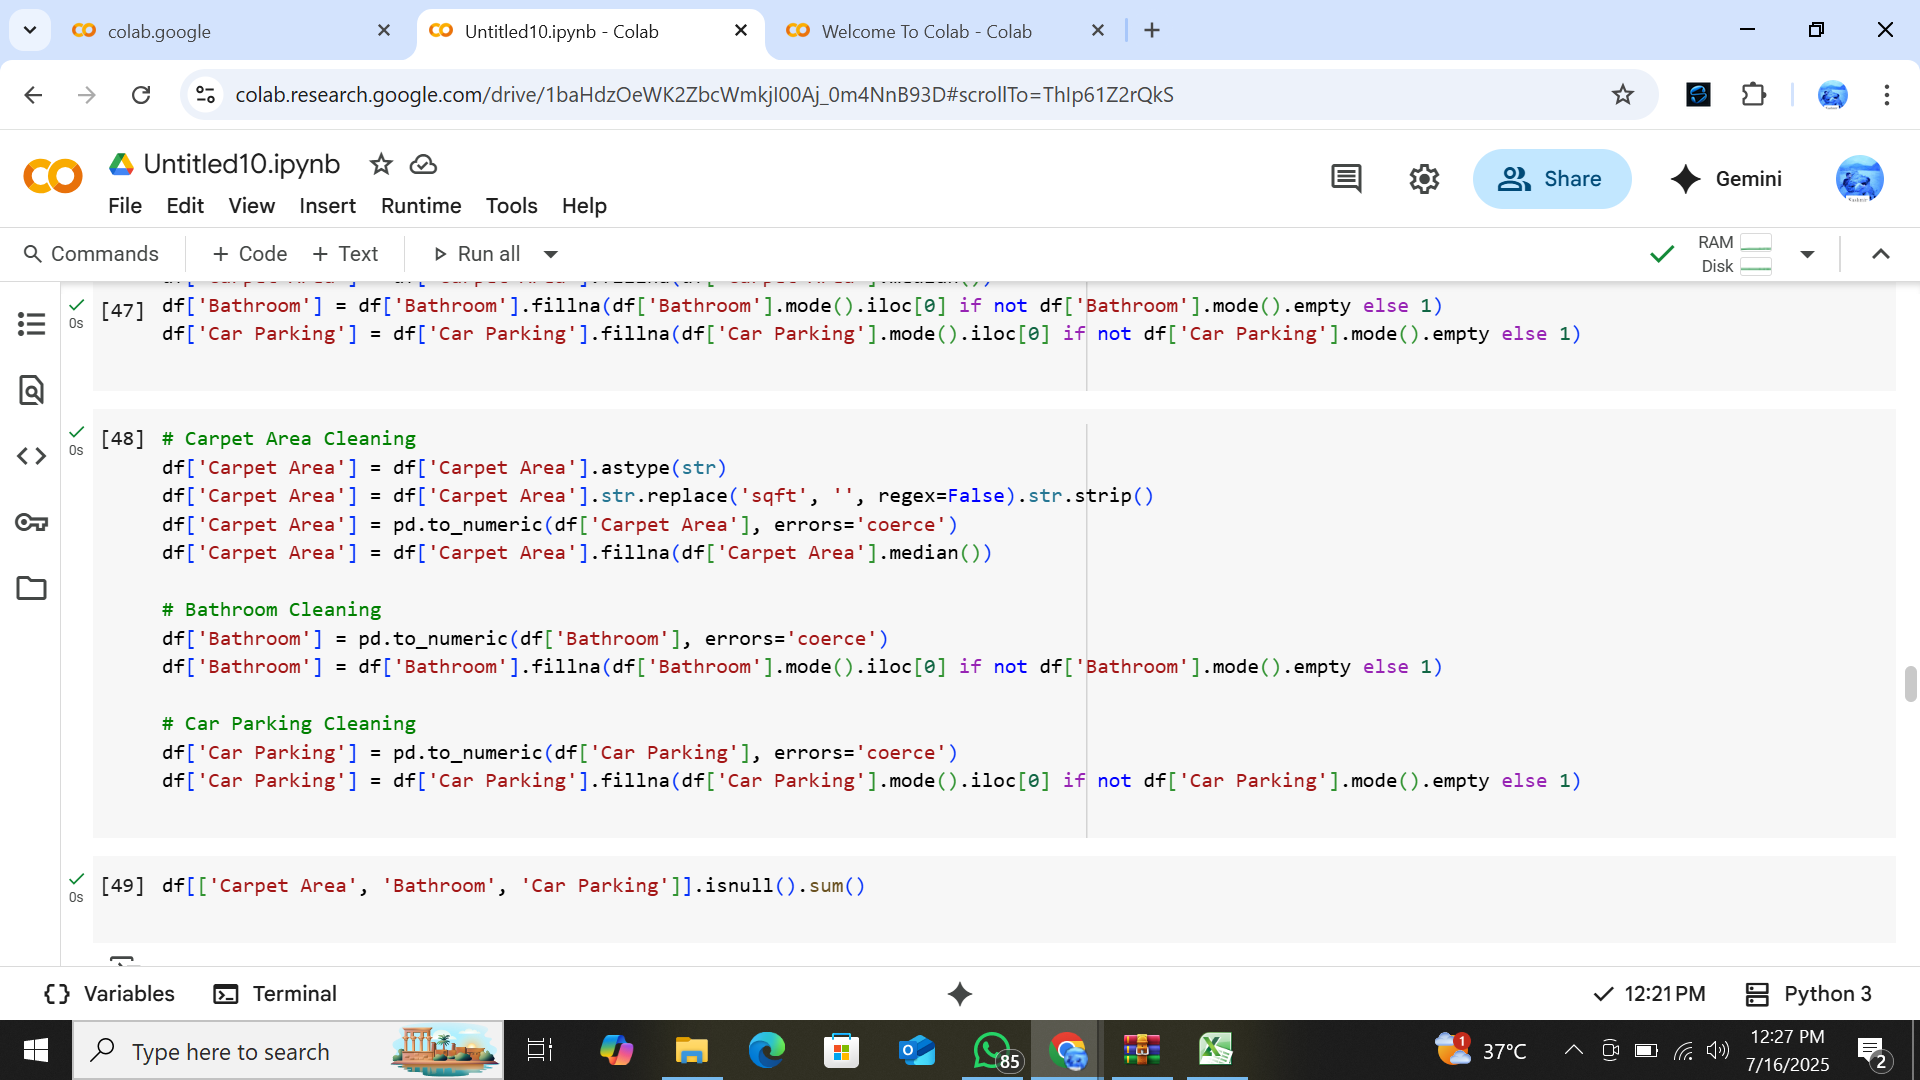 colab.google
Untitled10.ipynb - Colab
Welcome To Colab - Colab
colab.research.google.com/drive/1baHdzOeWK2ZbcWmkjI00Aj_0m4NnB93D#scrollTo=ThIp61Z2rQkS
Untitled10.ipynb
Share
Gemini
File Edit View Insert Runtime Tools Help
Commands + Code + Text Run all
RAM
Disk
[47] df['Bathroom'] = df['Bathroom'].fillna(df['Bathroom'].mode().iloc[0] if not df['Bathroom'].mode().empty else 1)
0s
df['Car Parking'] = df['Car Parking'].fillna(df['Car Parking'].mode().iloc[0] if not df['Car Parking'].mode().empty else 1)
[48] # Carpet Area Cleaning
0s
df['Carpet Area'] = df['Carpet Area'].astype(str)
df['Carpet Area'] = df['Carpet Area'].str.replace('sqft', '', regex=False).str.strip()
df['Carpet Area'] = pd.to_numeric(df['Carpet Area'], errors='coerce')
df['Carpet Area'] = df['Carpet Area'].fillna(df['Carpet Area'].median())
# Bathroom Cleaning
df['Bathroom'] = pd.to_numeric(df['Bathroom'], errors='coerce')
df['Bathroom'] = df['Bathroom'].fillna(df['Bathroom'].mode().iloc[0] if not df['Bathroom'].mode().empty else 1)
# Car Parking Cleaning
df['Car Parking'] = pd.to_numeric(df['Car Parking'], errors='coerce')
df['Car Parking'] = df['Car Parking'].fillna(df['Car Parking'].mode().iloc[0] if not df['Car Parking'].mode().empty else 1)
[49] df[['Carpet Area', 'Bathroom', 'Car Parking']].isnull().sum()
0s
Variables
Terminal
12:21 PM
Python 3
Type here to search
85
1
37°C
12:27 PM
7/16/2025
2